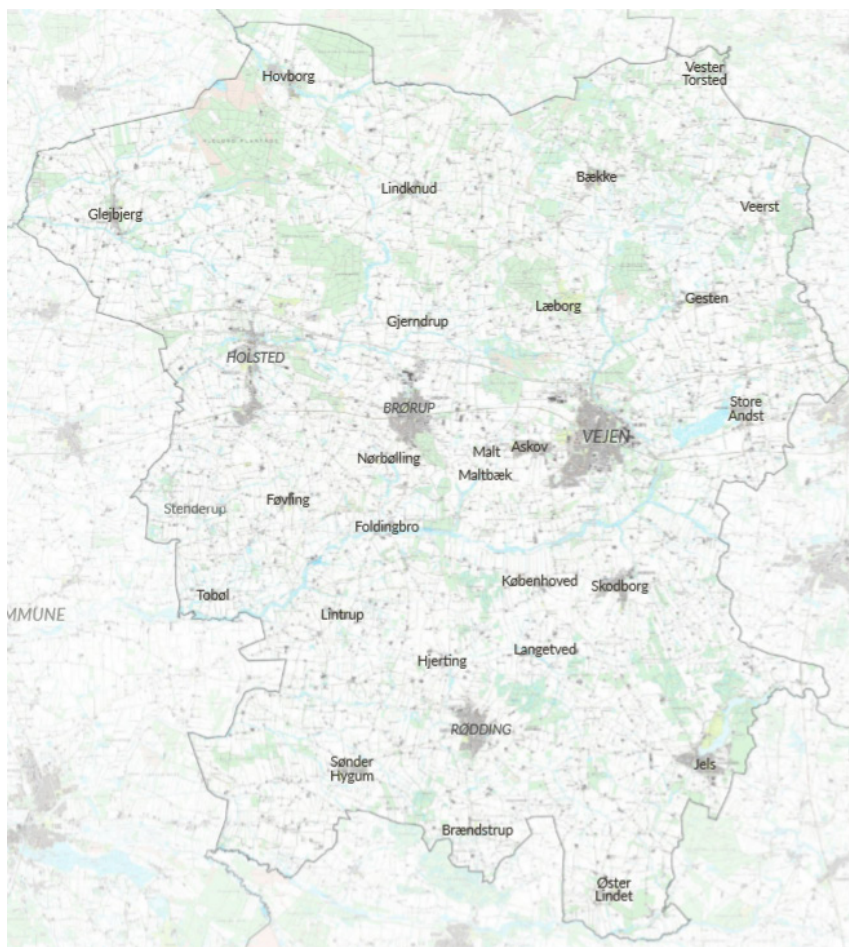 Hovborg
Vester
Torsted
Lindknud
Bække
Glejbjerg
Veerst
Læborg
Gesten
Gjerndrup
HOLSTED
BRØRUP
Store
Andst
VEJEN
Malt
Askov
Nørbølling
Maltbæk
Føvling
Stenderup
Foldingbro
Københoved
Skodborg
Tobøl
MMUNE
Lintrup
Langetved
Hjerting
RØDDING
Sønder
Hygum
Jels
Brændstrup
Øster
Lindet